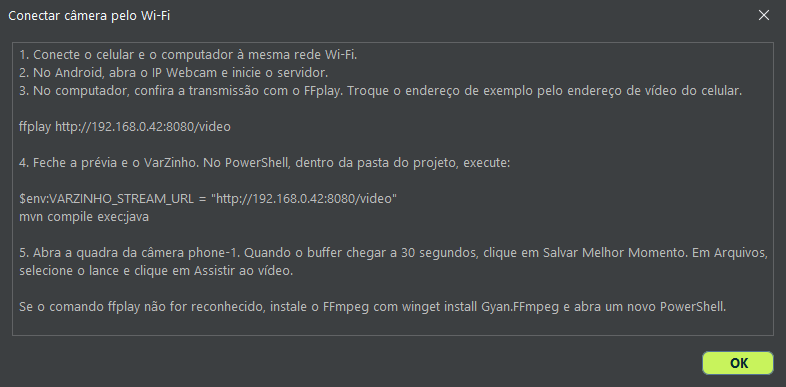 Conectar câmera pelo Wi-Fi
1. Conecte o celular e o computador à mesma rede Wi-Fi.
2. No Android, abra o IP Webcam e inicie o servidor.
3. No computador, confira a transmissão com o FFplay. Troque o endereço de exemplo pelo endereço de vídeo do celular.
ffplay http://192.168.0.42:8080/video
4. Feche a prévia e o VarZinho. No PowerShell, dentro da pasta do projeto, execute:
$env:VARZINHO_STREAM_URL = "http://192.168.0.42:8080/video"
mvn compile exec:java
5. Abra a quadra da câmera phone-1. Quando o buffer chegar a 30 segundos, clique em Salvar Melhor Momento. Em Arquivos,
selecione o lance e clique em Assistir ao vídeo.
Se o comando ffplay não for reconhecido, instale o FFmpeg com winget install Gyan.FFmpeg e abra um novo PowerShell.
OK